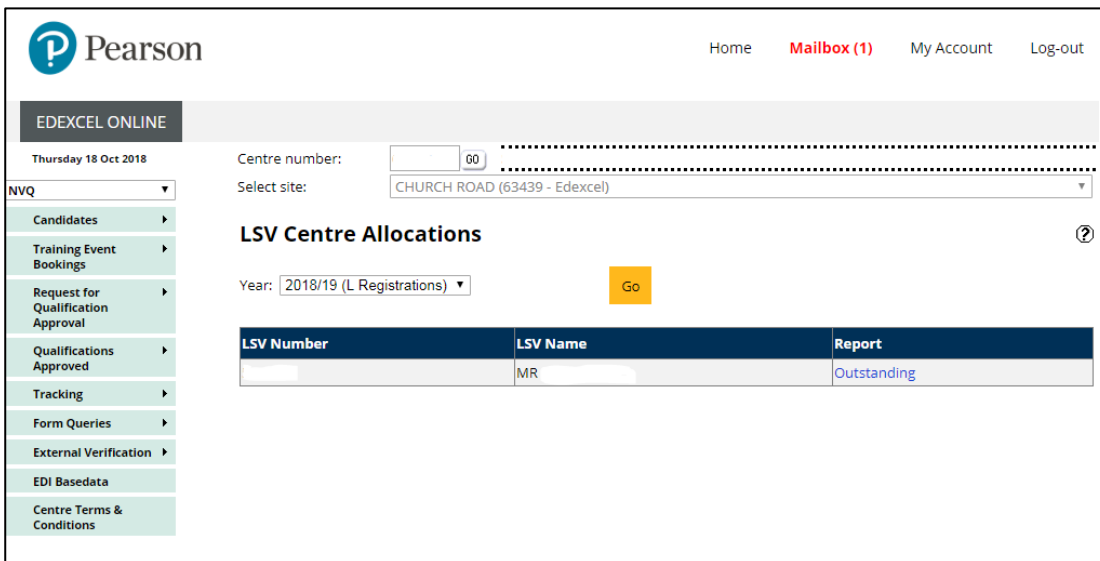 Pearson
Home Mailbox (1) My Account Log-out
EDEXCEL ONLINE
Thursday 18 Oct 2018
NVQ
Candidates
Training Event
Bookings
Request for
Qualification
Approval
Qualifications
Approved
Tracking
Form Queries
External Verification
EDI Basedata
Centre Terms &
Conditions
Centre number: GO
Select site: CHURCH ROAD (63439 - Edexcel)
LSV Centre Allocations ?
Year: 2018/19 (L Registrations) Go
LSV Number LSV Name Report
MR Outstanding